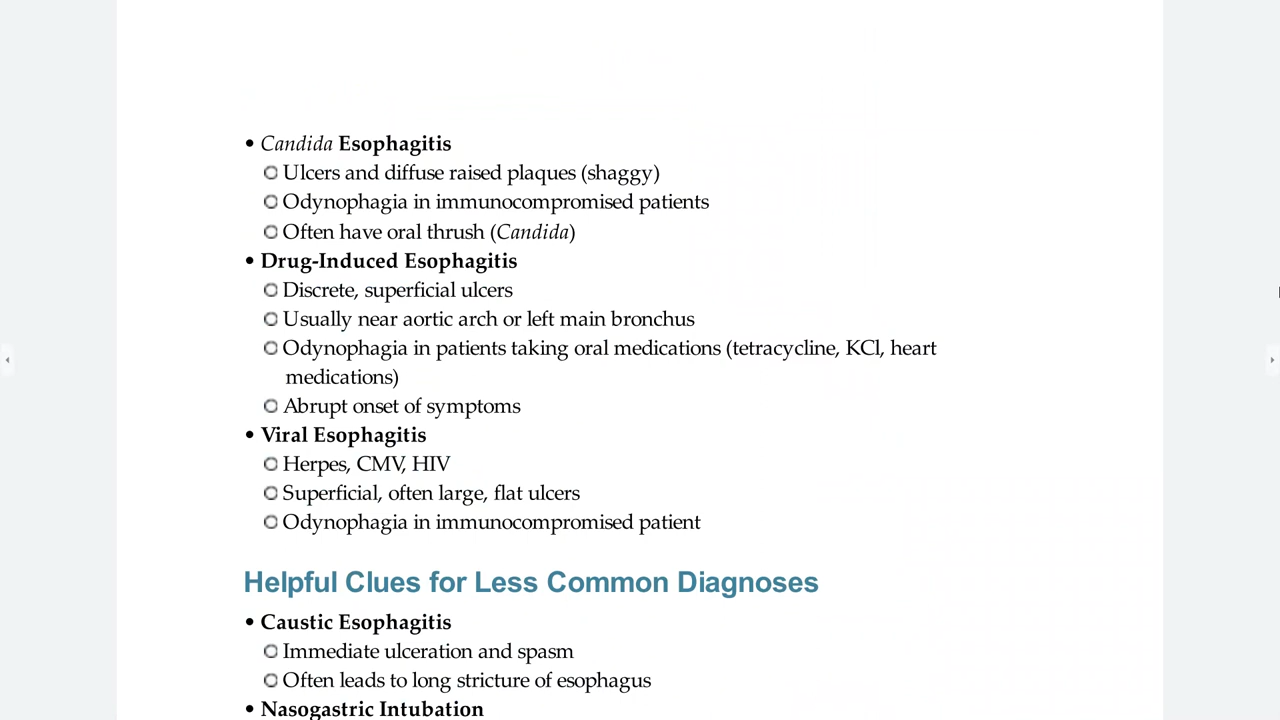 • Candida Esophagitis
○ Ulcers and diffuse raised plaques (shaggy)
○ Odynophagia in immunocompromised patients
○ Often have oral thrush (Candida)
• Drug-Induced Esophagitis
○ Discrete, superficial ulcers
○ Usually near aortic arch or left main bronchus
○ Odynophagia in patients taking oral medications (tetracycline, KCl, heart
medications)
○ Abrupt onset of symptoms
• Viral Esophagitis
○ Herpes, CMV, HIV
○ Superficial, often large, flat ulcers
○ Odynophagia in immunocompromised patient
Helpful Clues for Less Common Diagnoses
• Caustic Esophagitis
○ Immediate ulceration and spasm
○ Often leads to long stricture of esophagus
• Nasogastric Intubation